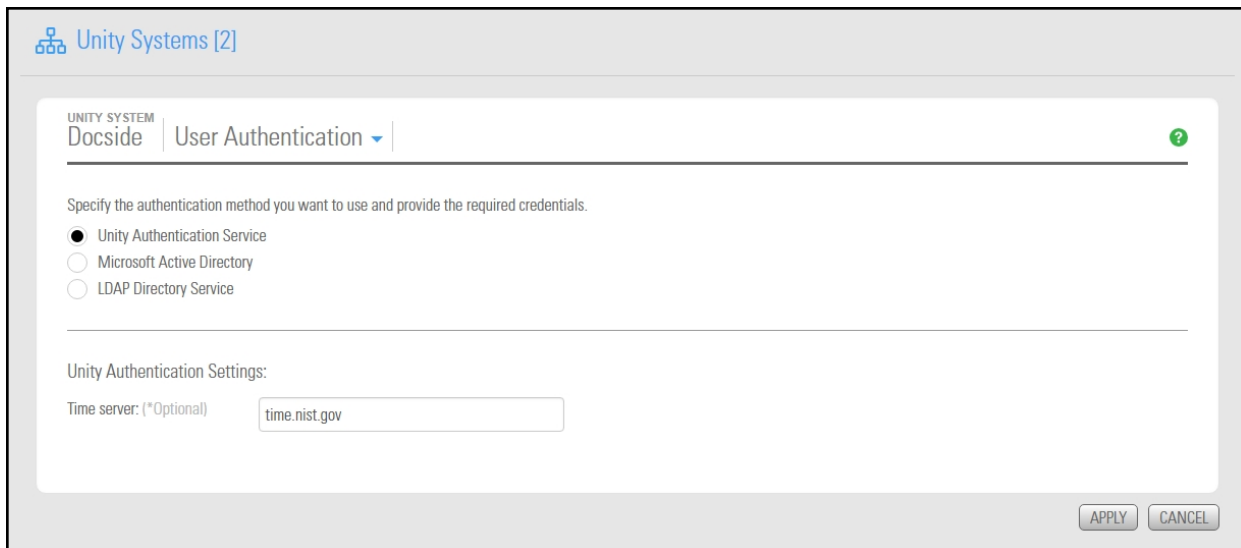 Unity Systems [2]
UNITY SYSTEM
Docside User Authentication
?
Specify the authentication method you want to use and provide the required credentials.
Unity Authentication Service
Microsoft Active Directory
LDAP Directory Service
Unity Authentication Settings:
Time server: (*Optional) time.nist.gov
APPLY CANCEL